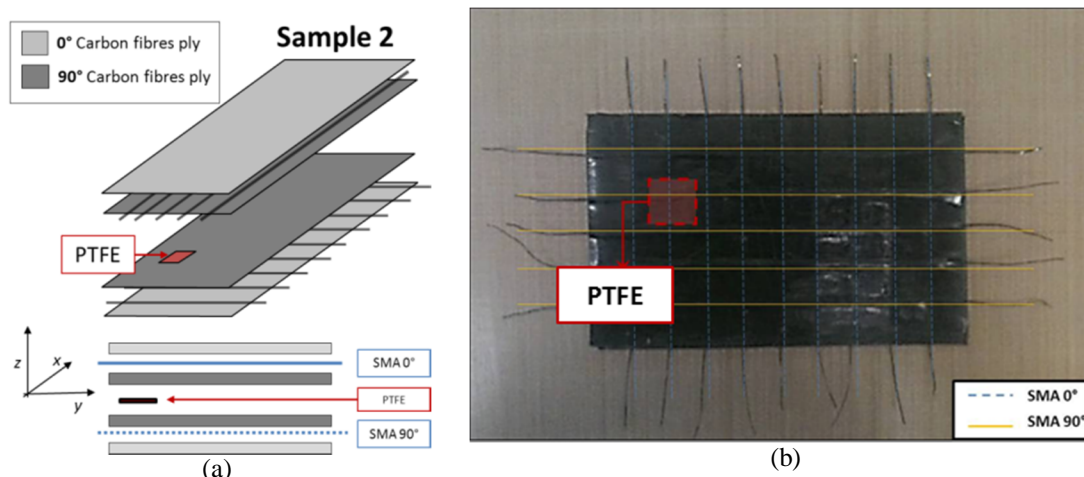 0° Carbon fibres ply
90° Carbon fibres ply
Sample 2
PTFE
z
x
y
SMA 0°
PTFE
SMA 90°
(a)
PTFE
SMA 0°
SMA 90°
(b)